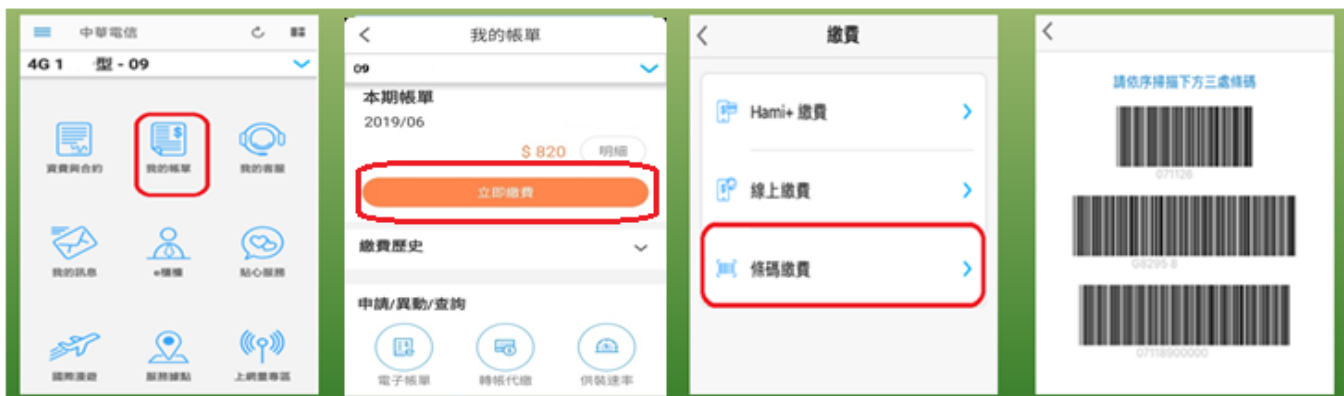 中華電信
4G 1 型 - 09
資費與合約
我的帳單
我的客服
我的訊息
e櫃檯
貼心服務
國際漫遊
服務據點
上網量專區
我的帳單
09
本期帳單
2019/06
$ 820
明細
立即繳費
繳費歷史
申請/異動/查詢
電子帳單
轉帳代繳
供裝速率
繳費
Hami+ 繳費
線上繳費
條碼繳費
請依序掃描下方三處條碼
071126
G8295 8
07118900000